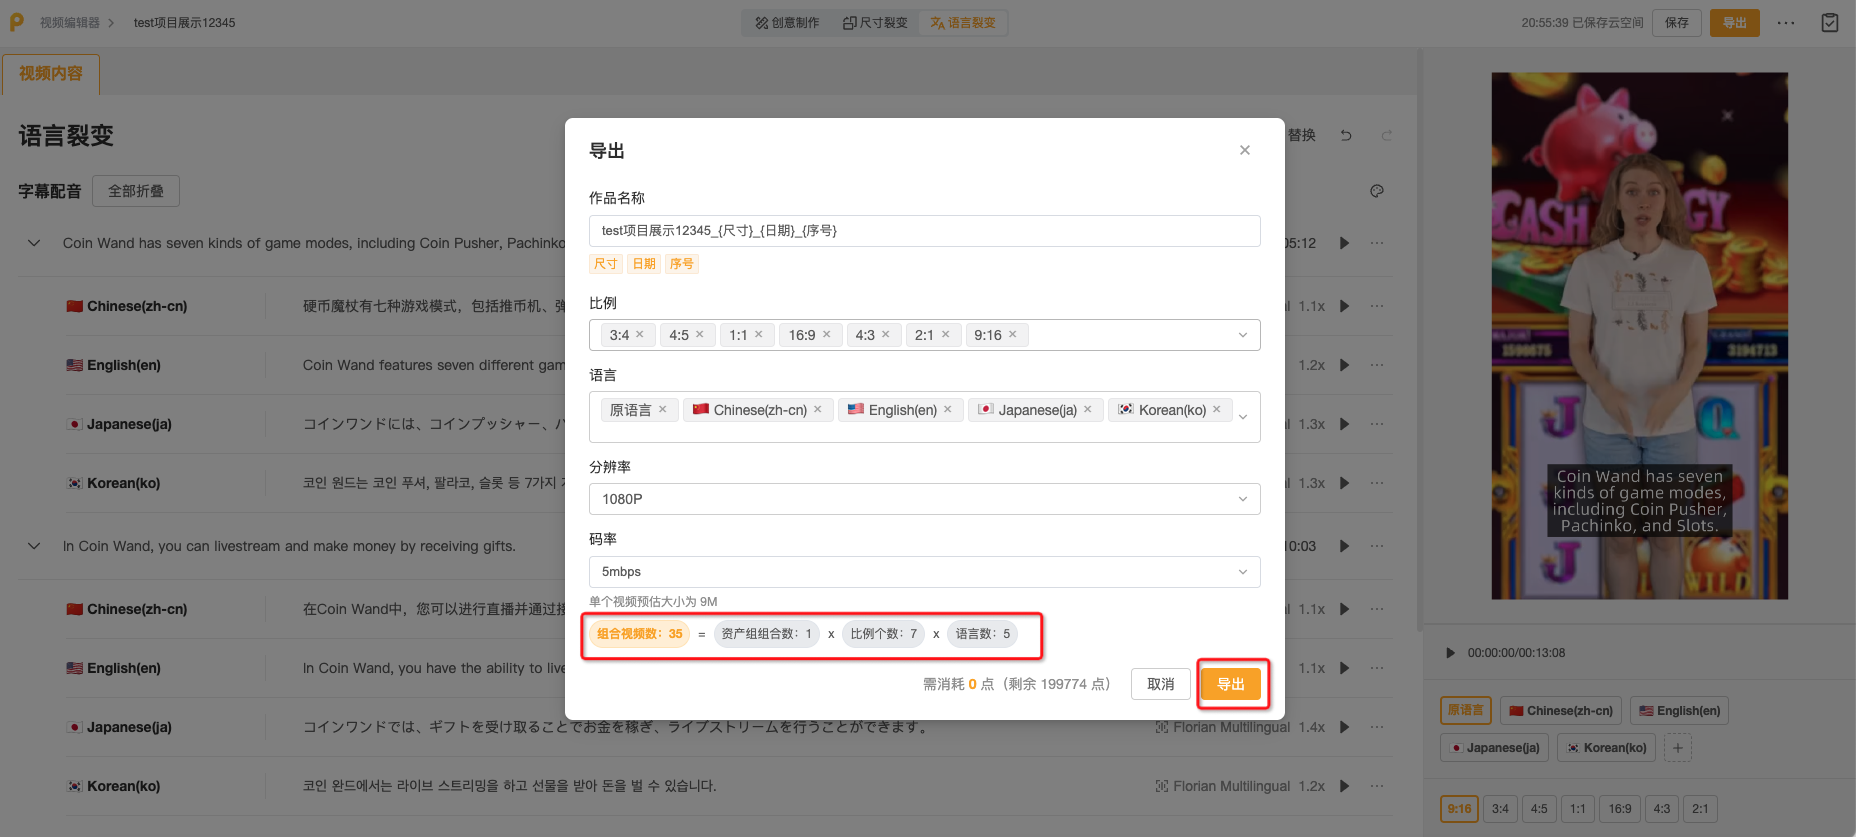 视频编辑器 > test项目展示12345
创意制作 尺寸裂变 语言裂变
20:55:39 已保存云空间 保存 导出 ···
视频内容
语言裂变
替换
字幕配音 全部折叠
Coin Wand has seven kinds of game modes, including Coin Pusher, Pachinko
05:12
Chinese(zh-cn) 硬币魔杖有七种游戏模式，包括推币机、弹
1.1x
English(en) Coin Wand features seven different gam
1.2x
Japanese(ja) コインワンドには、コインプッシャー、パ
1.3x
Korean(ko) 코인 원드는 코인 푸셔, 팔라코, 슬롯 등 7가지
1.3x
In Coin Wand, you can livestream and make money by receiving gifts.
10:03
Chinese(zh-cn) 在Coin Wand中，您可以进行直播并通过接
1.1x
English(en) In Coin Wand, you have the ability to live
1.1x
Japanese(ja) コインワンドでは、ギフトを受け取ることでお金を稼ぎ、ライブストリームを行うことができます。 Florian Multilingual 1.4x
Korean(ko) 코인 완드에서는 라이브 스트리밍을 하고 선물을 받아 돈을 벌 수 있습니다. Florian Multilingual 1.2x
导出
作品名称
test项目展示12345_{尺寸}_{日期}_{序号}
尺寸 日期 序号
比例
3:4 4:5 1:1 16:9 4:3 2:1 9:16
语言
原语言 Chinese(zh-cn) English(en) Japanese(ja) Korean(ko)
分辨率
1080P
码率
5mbps
单个视频预估大小为 9M
组合视频数：35 = 资产组组合数：1 x 比例个数：7 x 语言数：5
需消耗 0 点（剩余 199774 点） 取消 导出
CASH
GY
1599675
3194713
J
Q
Coin Wand has seven
kinds of game modes,
including Coin Pusher,
Pachinko, and Slots.
J
WILD
00:00:00/00:13:08
原语言 Chinese(zh-cn) English(en)
Japanese(ja) Korean(ko) +
9:16 3:4 4:5 1:1 16:9 4:3 2:1